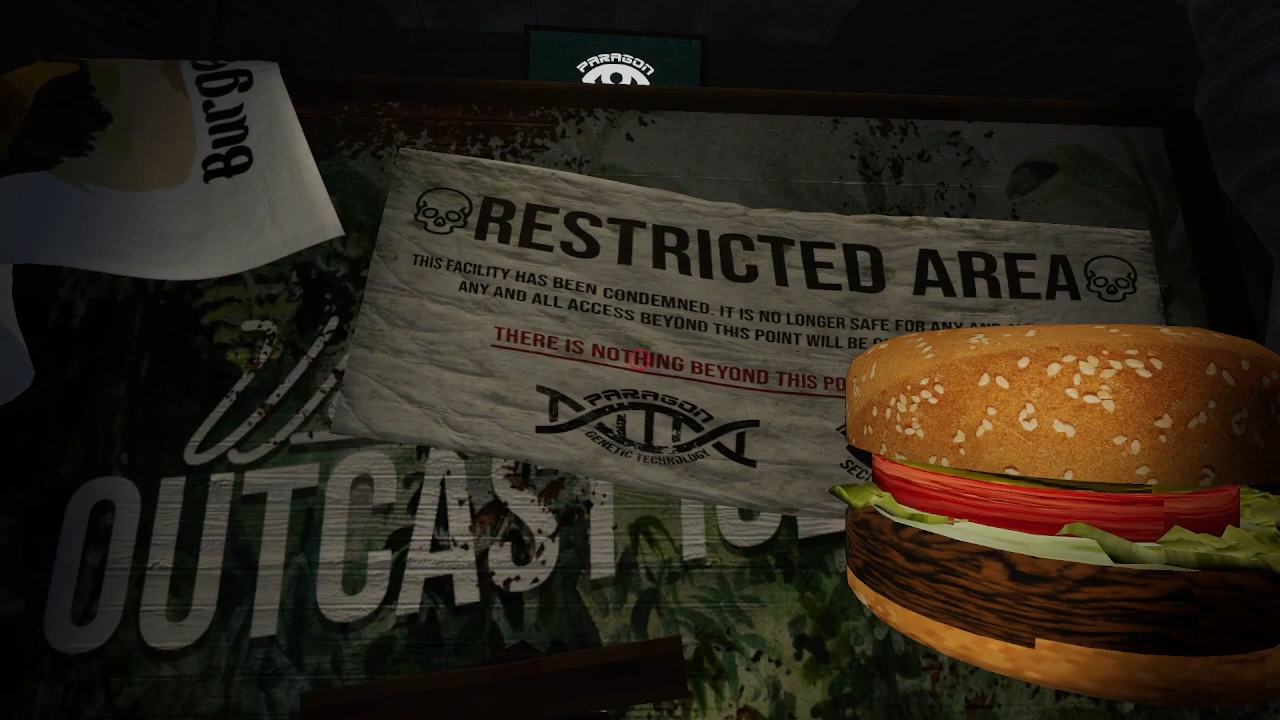 PARAGON
Burge
RESTRICTED AREA
THIS FACILITY HAS BEEN CONDEMNED. IT IS NO LONGER SAFE FOR ANY AND
ANY AND ALL ACCESS BEYOND THIS POINT WILL BE
THERE IS NOTHING BEYOND THIS PO
PARAGON
GENETIC TECHNOLOGY
SEC
OUTCAST